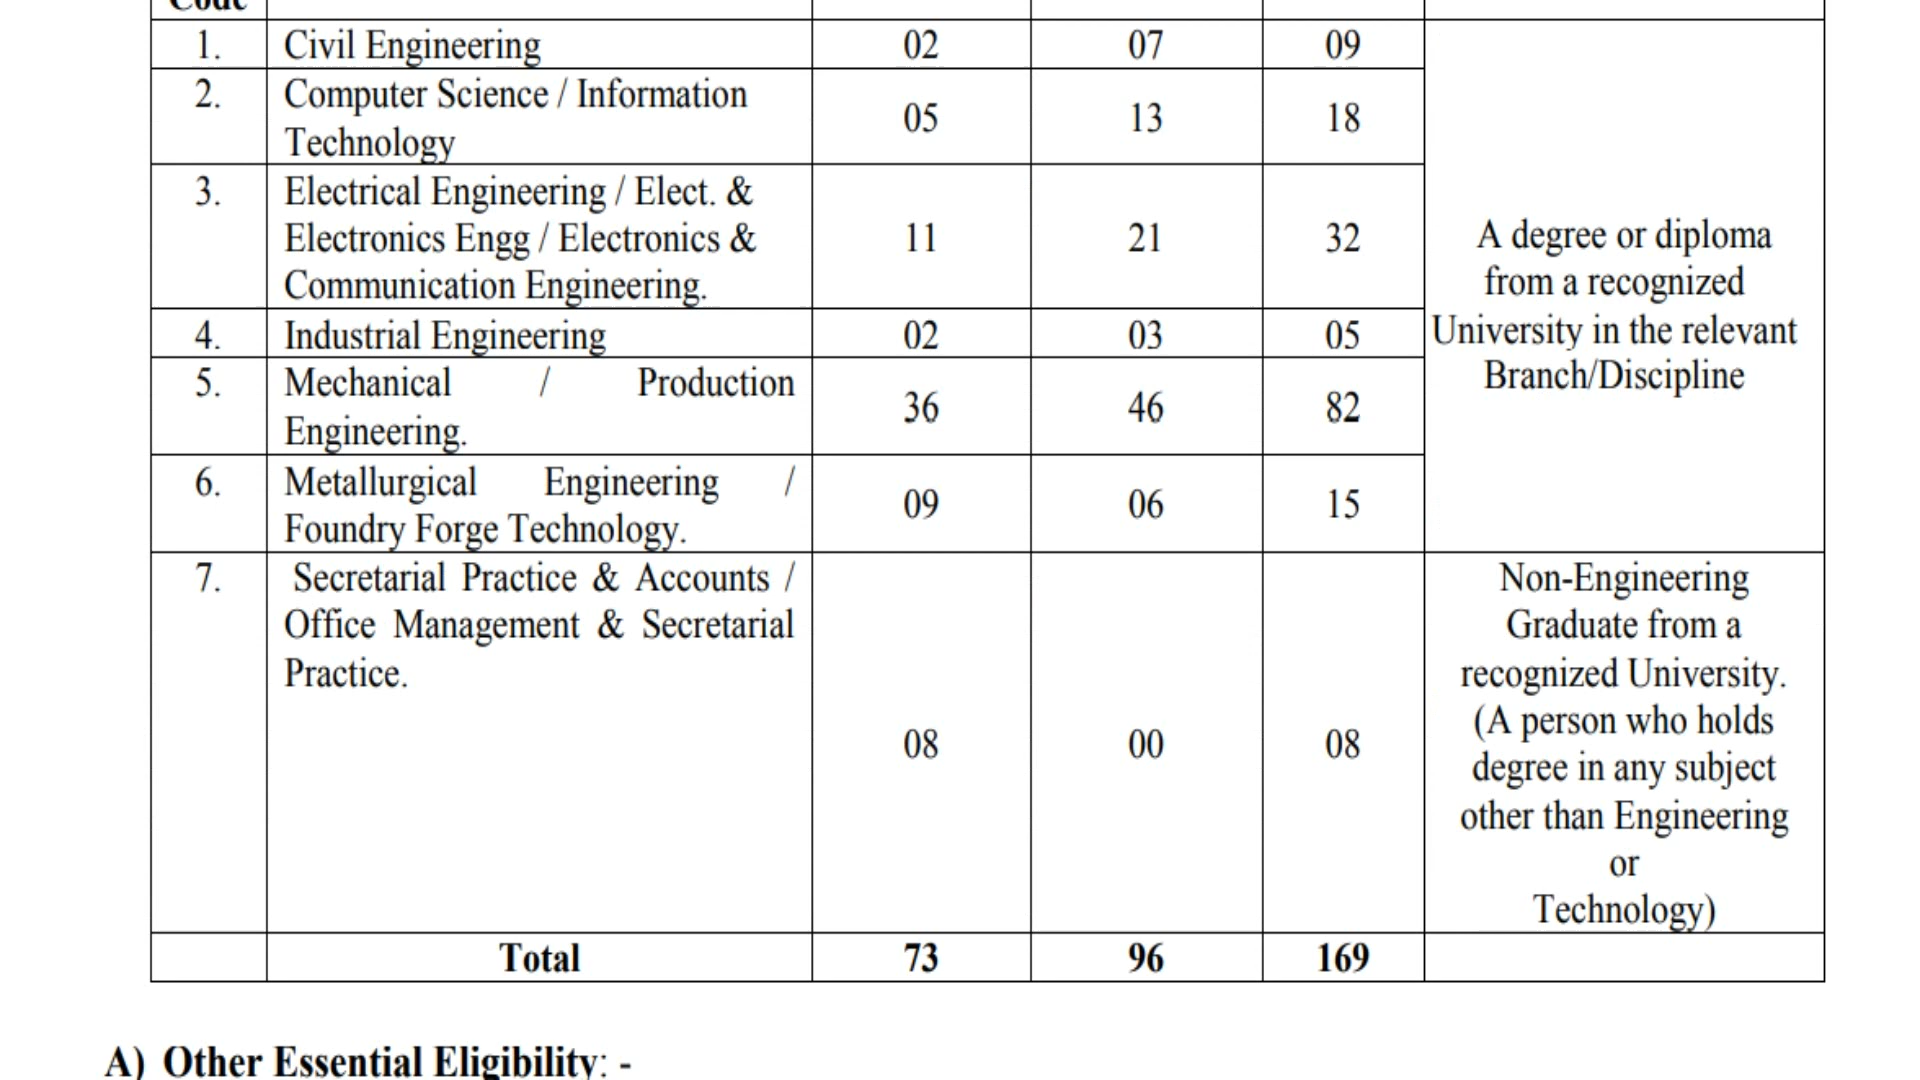 Code
1. Civil Engineering 02 07 09
2. Computer Science / Information
Technology 05 13 18
3. Electrical Engineering / Elect. &
Electronics Engg / Electronics &
Communication Engineering. 11 21 32
4. Industrial Engineering 02 03 05
5. Mechanical / Production
Engineering. 36 46 82
6. Metallurgical Engineering /
Foundry Forge Technology. 09 06 15
A degree or diploma
from a recognized
University in the relevant
Branch/Discipline
7. Secretarial Practice & Accounts /
Office Management & Secretarial
Practice. 08 00 08
Non-Engineering
Graduate from a
recognized University.
(A person who holds
degree in any subject
other than Engineering
or
Technology)
Total 73 96 169
A) Other Essential Eligibility: -